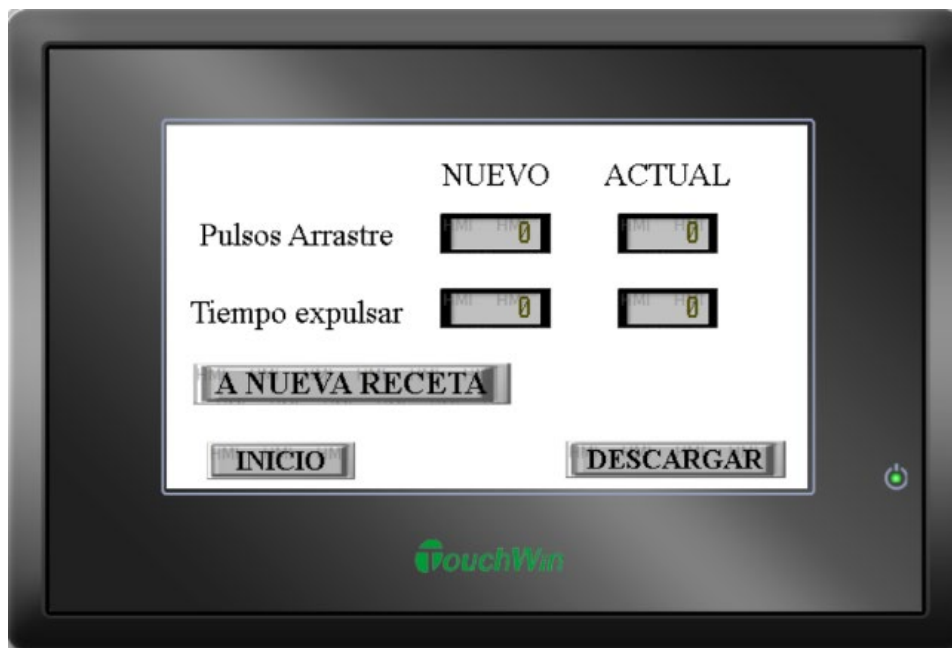 NUEVO ACTUAL
Pulsos Arrastre 0 0
Tiempo expulsar 0 0
A NUEVA RECETA
INICIO DESCARGAR
TouchWin